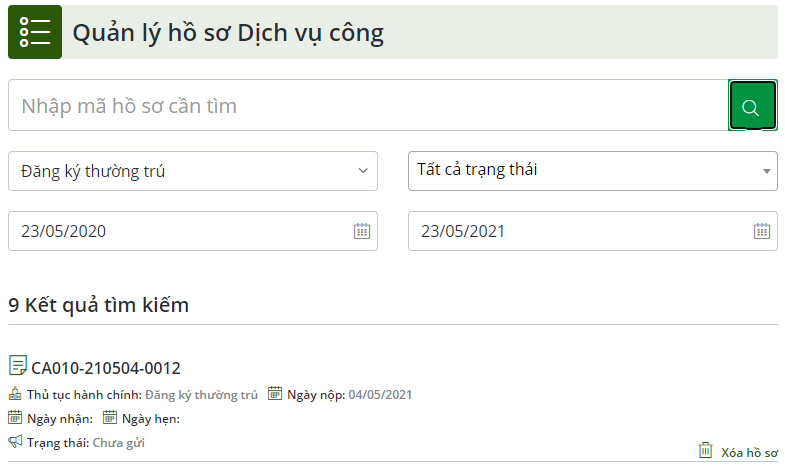 Quản lý hồ sơ Dịch vụ công
Nhập mã hồ sơ cần tìm
Đăng ký thường trú
Tất cả trạng thái
23/05/2020
23/05/2021
9 Kết quả tìm kiếm
CA010-210504-0012
Thủ tục hành chính: Đăng ký thường trú Ngày nộp: 04/05/2021
Ngày nhận: Ngày hẹn:
Trạng thái: Chưa gửi
Xóa hồ sơ